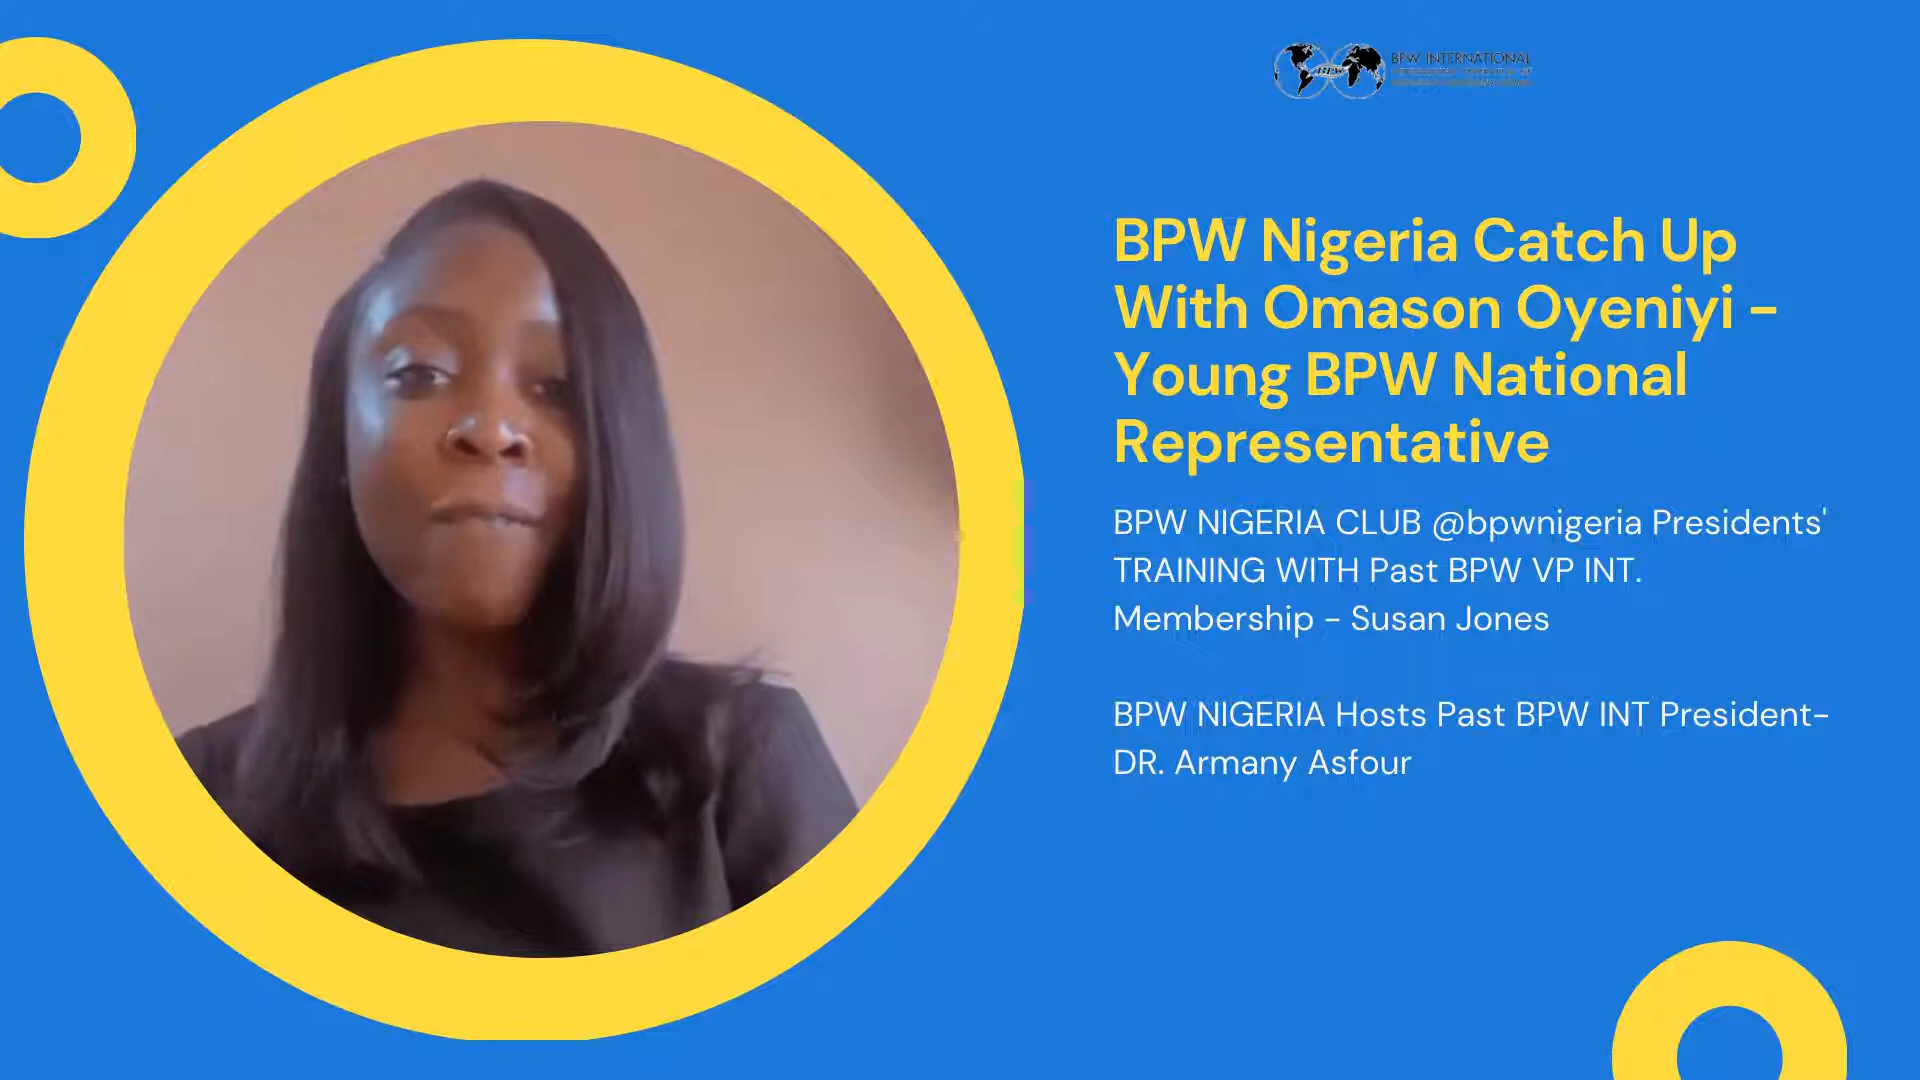 BPW
BPW INTERNATIONAL
BPW Nigeria Catch Up
With Omason Oyeniyi -
Young BPW National
Representative
BPW NIGERIA CLUB @bpwnigeria Presidents'
TRAINING WITH Past BPW VP INT.
Membership - Susan Jones
BPW NIGERIA Hosts Past BPW INT President-
DR. Armany Asfour